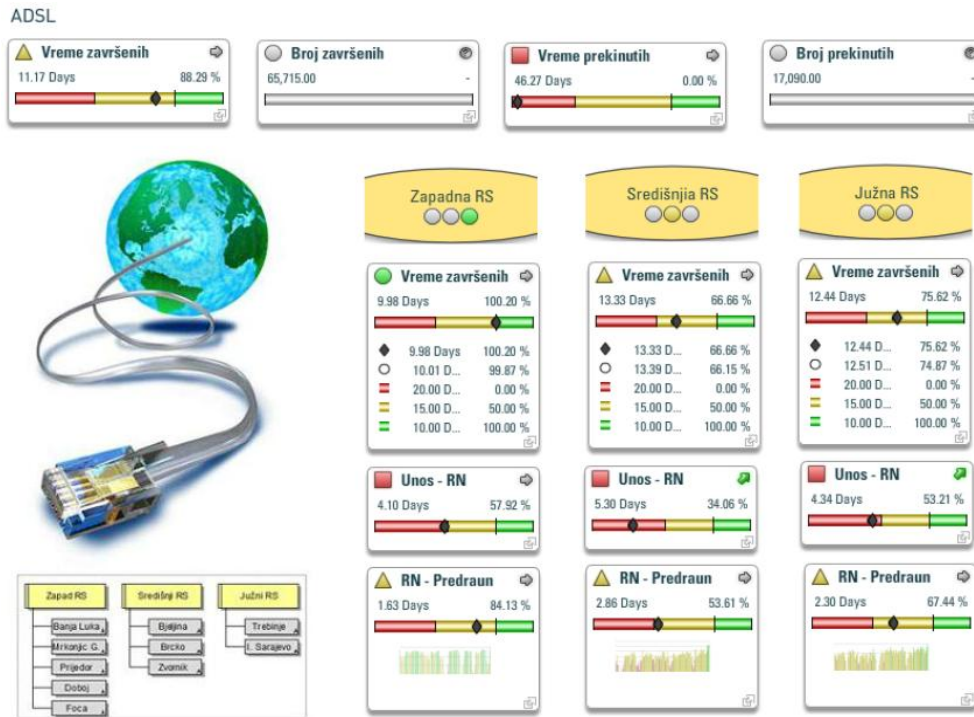 ADSL
Vreme završenih
11.17 Days 88.29 %
Broj završenih
65,715.00 -
Vreme prekinutih
46.27 Days 0.00 %
Broj prekinutih
17,090.00 -
Zapadna RS
Središnjia RS
Južna RS
Vreme završenih
9.98 Days 100.20 %
9.98 Days 100.20 %
10.01 D... 99.87 %
20.00 D... 0.00 %
15.00 D... 50.00 %
10.00 D... 100.00 %
Vreme završenih
13.33 Days 66.66 %
13.33 D... 66.66 %
13.39 D... 66.15 %
20.00 D... 0.00 %
15.00 D... 50.00 %
10.00 D... 100.00 %
Vreme završenih
12.44 Days 75.62 %
12.44 D... 75.62 %
12.51 D... 74.87 %
20.00 D... 0.00 %
15.00 D... 50.00 %
10.00 D... 100.00 %
Unos - RN
4.10 Days 57.92 %
Unos - RN
5.30 Days 34.06 %
Unos - RN
4.34 Days 53.21 %
RN - Predraun
1.63 Days 84.13 %
RN - Predraun
2.86 Days 53.61 %
RN - Predraun
2.30 Days 67.44 %
Zapad RS
Banja Luka
Mrkonjic G.
Prijedor
Doboj
Foca
Središnji RS
Bijeljina
Brcko
Zvornik
Južni RS
Trebinje
I. Sarajevo